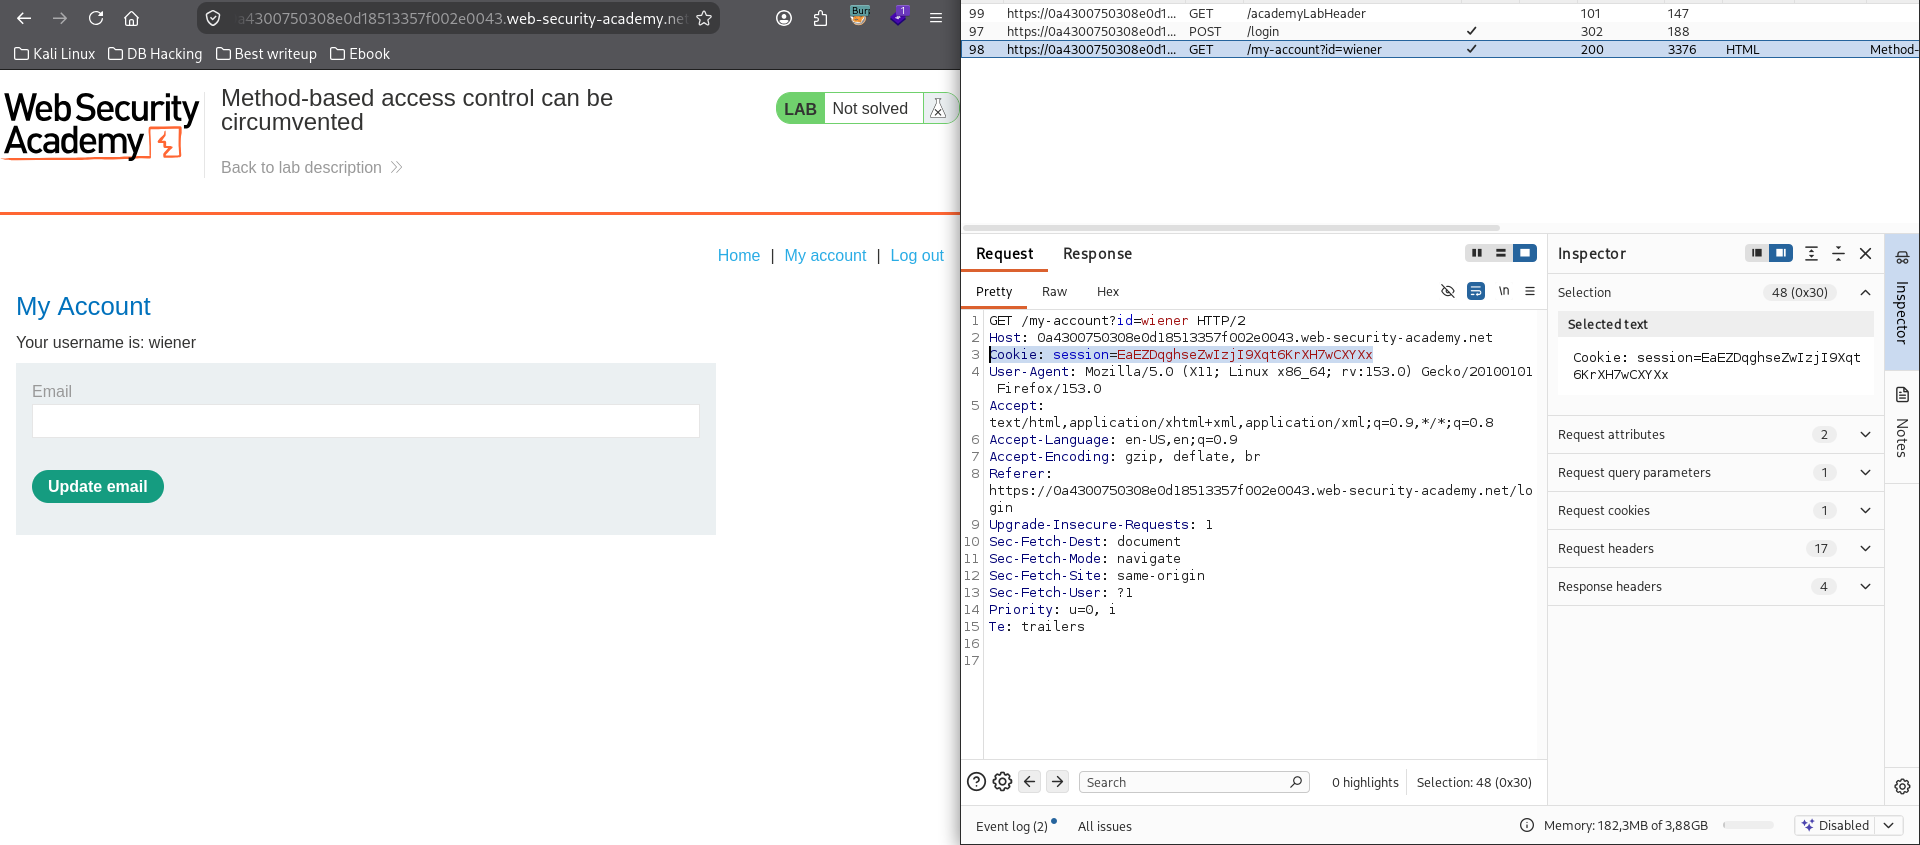 a4300750308e0d18513357f002e0043.web-security-academy.net
Kali Linux
DB Hacking
Best writeup
Ebook
Web Security
Academy
Method-based access control can be
circumvented
Back to lab description
LAB Not solved
Home | My account | Log out
My Account
Your username is: wiener
Email
Update email
99 https://0a4300750308e0d1... GET /academyLabHeader 101 147
97 https://0a4300750308e0d1... POST /login 302 188
98 https://0a4300750308e0d1... GET /my-account?id=wiener 200 3376 HTML Method-
Request Response
Pretty Raw Hex
\n
1 GET /my-account?id=wiener HTTP/2
2 Host: 0a4300750308e0d18513357f002e0043.web-security-academy.net
3 Cookie: session=EaEZDqghseZwIzjI9Xqt6KrXH7wCXYXx
4 User-Agent: Mozilla/5.0 (X11; Linux x86_64; rv:153.0) Gecko/20100101
Firefox/153.0
5 Accept:
text/html,application/xhtml+xml,application/xml;q=0.9,*/*;q=0.8
6 Accept-Language: en-US,en;q=0.9
7 Accept-Encoding: gzip, deflate, br
8 Referer:
https://0a4300750308e0d18513357f002e0043.web-security-academy.net/lo
gin
9 Upgrade-Insecure-Requests: 1
10 Sec-Fetch-Dest: document
11 Sec-Fetch-Mode: navigate
12 Sec-Fetch-Site: same-origin
13 Sec-Fetch-User: ?1
14 Priority: u=0, i
15 Te: trailers
16
17
Search
0 highlights
Selection: 48 (0x30)
Inspector
Selection 48 (0x30)
Selected text
Cookie: session=EaEZDqghseZwIzjI9Xqt
6KrXH7wCXYXx
Request attributes 2
Request query parameters 1
Request cookies 1
Request headers 17
Response headers 4
Inspector
Notes
Event log (2)
All issues
Memory: 182,3MB of 3,88GB
Disabled